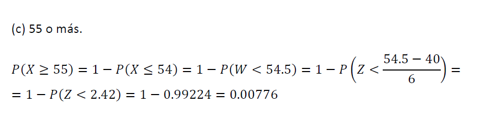 (c) 55 o más.
P(X ≥ 55) = 1 − P(X ≤ 54) = 1 − P(W < 54.5) = 1 − P(Z < (54.5 − 40)/6) =
= 1 − P(Z < 2.42) = 1 − 0.99224 = 0.00776